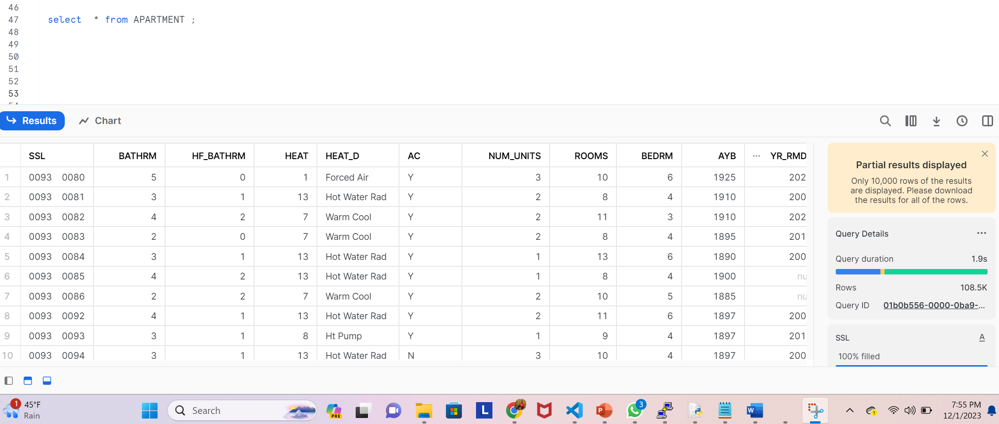 46
47 select * from APARTMENT ;
48
49
50
51
52
53
Results Chart
SSL BATHRM HF_BATHRM HEAT HEAT_D AC NUM_UNITS ROOMS BEDRM AYB ... YR_RMD
1 0093 0080 5 0 1 Forced Air Y 3 10 6 1925 202
2 0093 0081 3 1 13 Hot Water Rad Y 2 8 4 1910 200
3 0093 0082 4 2 7 Warm Cool Y 2 11 3 1910 202
4 0093 0083 2 0 7 Warm Cool Y 2 8 4 1895 201
5 0093 0084 3 1 13 Hot Water Rad Y 1 13 6 1890 200
6 0093 0085 4 2 13 Hot Water Rad Y 1 8 4 1900 nu
7 0093 0086 2 2 7 Warm Cool Y 2 10 5 1885 nu
8 0093 0092 4 1 13 Hot Water Rad Y 2 11 6 1897 200
9 0093 0093 3 1 8 Ht Pump Y 1 9 4 1897 201
10 0093 0094 3 1 13 Hot Water Rad N 3 10 4 1897 200
Partial results displayed
Only 10,000 rows of the results
are displayed. Please download
the results for all of the rows.
Query Details ...
Query duration 1.9s
Rows 108.5K
Query ID 01b0b556-0000-0ba9-...
SSL A
100% filled
1
45°F
Rain
Search
PRE
L
P
3
W
7:55 PM
12/1/2023